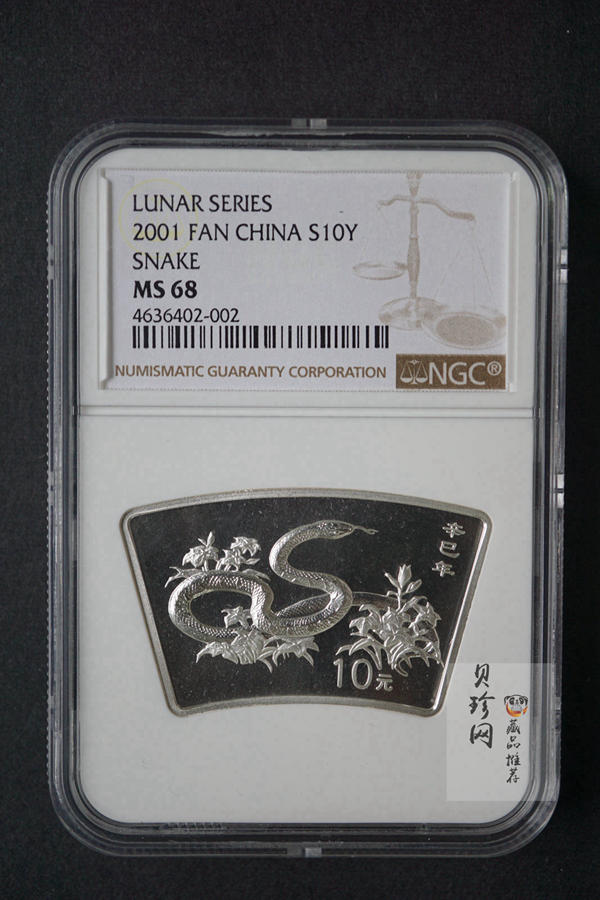 LUNAR SERIES
2001 FAN CHINA S10Y
SNAKE
MS 68
4636402-002
NUMISMATIC GUARANTY CORPORATION
NGC®
辛巳年
10元
贝珍网
藏品推荐